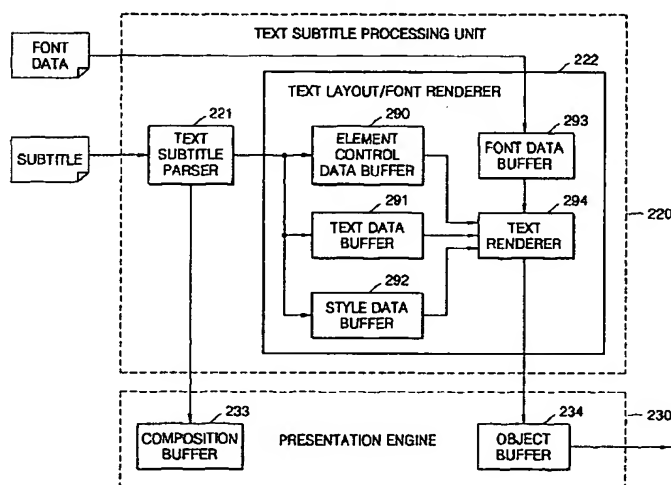 TEXT SUBTITLE PROCESSING UNIT
FONT
DATA
222
TEXT LAYOUT/FONT RENDERER
221
290
293
SUBTITLE
TEXT
SUBTITLE
PARSER
ELEMENT
CONTROL
DATA BUFFER
FONT DATA
BUFFER
291
294
220
TEXT DATA
BUFFER
TEXT
RENDERER
292
STYLE DATA
BUFFER
233
234
230
COMPOSITION
BUFFER
PRESENTATION ENGINE
OBJECT
BUFFER